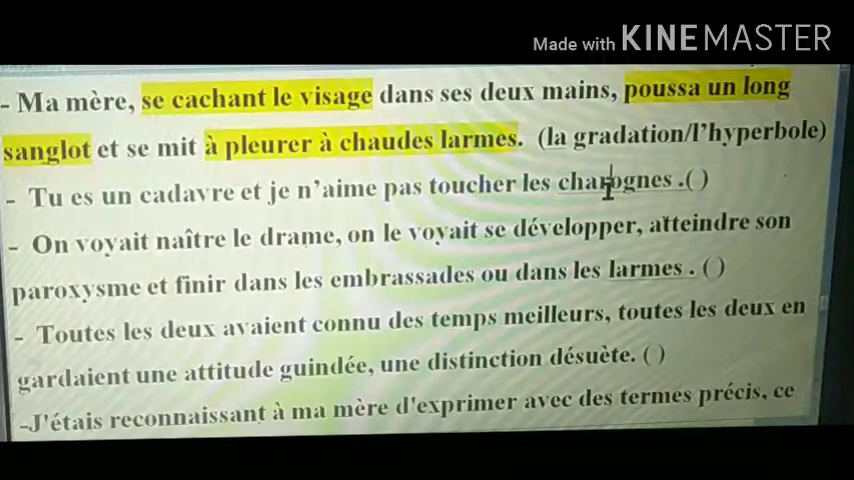 Made with KINEMASTER
- Ma mère, se cachant le visage dans ses deux mains, poussa un long
sanglot et se mit à pleurer à chaudes larmes. (la gradation/l'hyperbole)
- Tu es un cadavre et je n'aime pas toucher les charognes .( )
- On voyait naître le drame, on le voyait se développer, atteindre son
paroxysme et finir dans les embrassades ou dans les larmes . ( )
- Toutes les deux avaient connu des temps meilleurs, toutes les deux en
gardaient une attitude guindée, une distinction désuète. ( )
-J'étais reconnaissant à ma mère d'exprimer avec des termes précis, ce